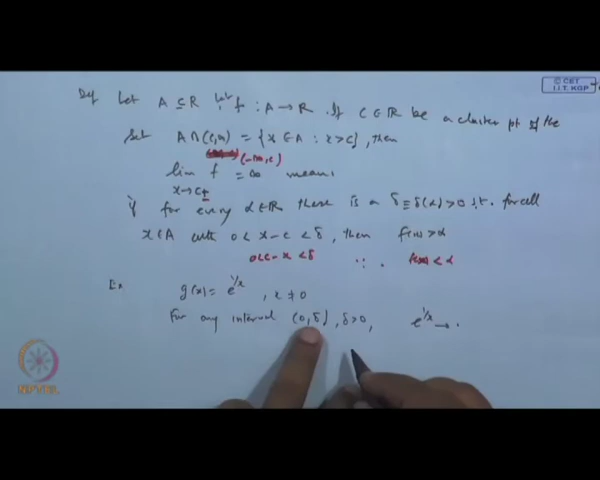 © CET
I.I.T. KGP
Def Let A ⊆ R let f : A → R. If c ∈ R be a cluster pt of the
Set A∩(c,∞) = {x ∈ A : x > c}, then
(-∞, c)
lim f = ∞ means
x→c±
if for every α ∈ R there is a δ ≡ δ(α) > 0 s.t. for all
x ∈ A with 0 < x - c < δ, then f(x) > α
0 < c - x < δ f(x) < α
Ex g(x) = e^{1/x}, x ≠ 0
For any interval (0, δ), δ > 0, e^{1/x} →
NPTEL